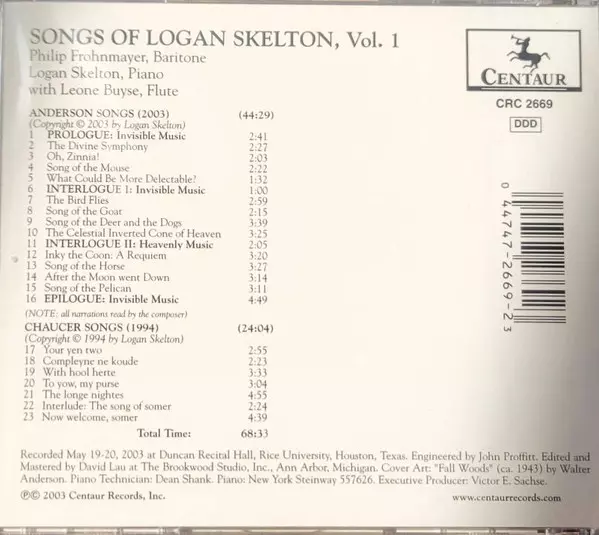 SONGS OF LOGAN SKELTON, Vol. 1
Philip Frohnmayer, Baritone
Logan Skelton, Piano
with Leone Buyse, Flute
CENTAUR
CRC 2669
DDD
ANDERSON SONGS (2003) (44:29)
(Copyright © 2003 by Logan Skelton)
1 PROLOGUE: Invisible Music 2:41
2 The Divine Symphony 2:27
3 Oh, Zinnia! 2:03
4 Song of the Mouse 2:22
5 What Could Be More Delectable? 1:32
6 INTERLOGUE I: Invisible Music 1:00
7 The Bird Flies 2:59
8 Song of the Goat 2:15
9 Song of the Deer and the Dogs 3:39
10 The Celestial Inverted Cone of Heaven 3:25
11 INTERLOGUE II: Heavenly Music 2:05
12 Inky the Coon: A Requiem 3:20
13 Song of the Horse 3:27
14 After the Moon went Down 3:14
15 Song of the Pelican 3:11
16 EPILOGUE: Invisible Music 4:49
(NOTE: all narrations read by the composer)
CHAUCER SONGS (1994) (24:04)
(Copyright © 1994 by Logan Skelton)
17 Your yen two 2:55
18 Compleyne ne koude 2:23
19 With hool herte 3:33
20 To yow, my purse 3:04
21 The longe nightes 4:55
22 Interlude: The song of somer 2:24
23 Now welcome, somer 4:39
Total Time: 68:33
0 44747-2669-2 3
Recorded May 19-20, 2003 at Duncan Recital Hall, Rice University, Houston, Texas. Engineered by John Proffitt. Edited and
Mastered by David Lau at The Brookwood Studio, Inc., Ann Arbor, Michigan. Cover Art: "Fall Woods" (ca. 1943) by Walter
Anderson. Piano Technician: Dean Shank. Piano: New York Steinway 557626. Executive Producer: Victor E. Sachse.
℗© 2003 Centaur Records, Inc. www.centaurrecords.com